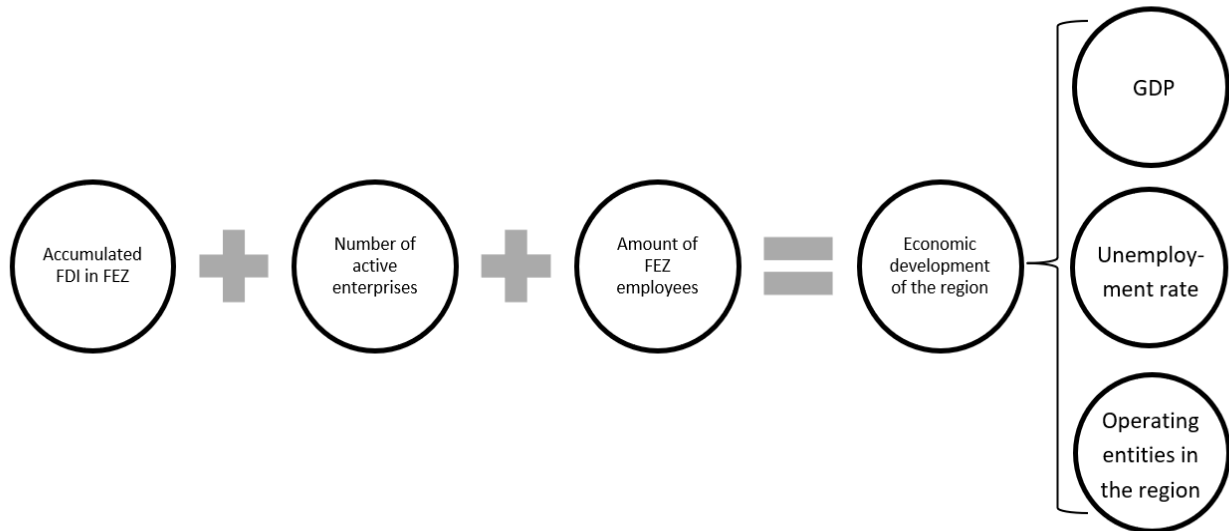 Accumulated
FDI in FEZ
Number of
active
enterprises
Amount of
FEZ
employees
Economic
development
of the region
GDP
Unemploy-
ment rate
Operating
entities in
the region